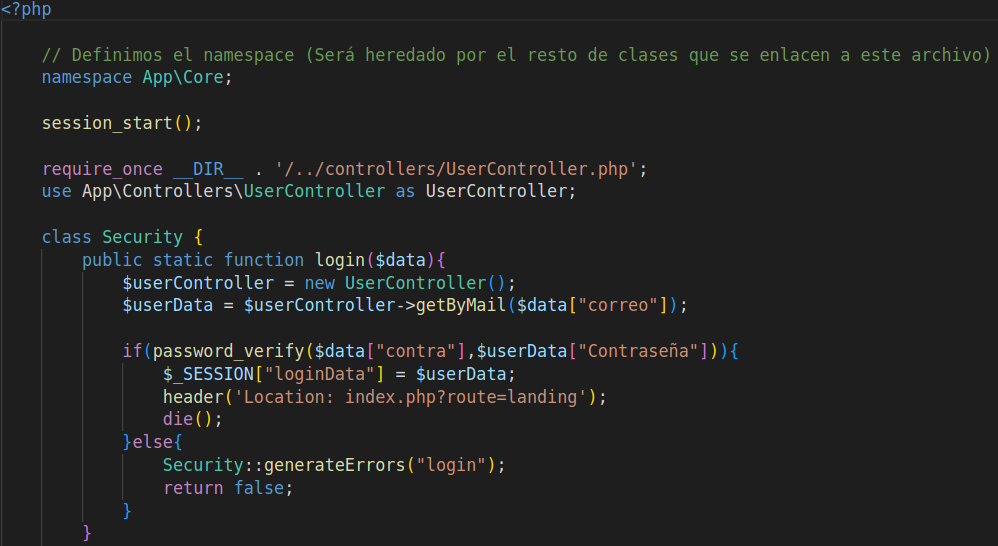 <?php
// Definimos el namespace (Será heredado por el resto de clases que se enlacen a este archivo)
namespace App\Core;
session_start();
require_once __DIR__ . '/../controllers/UserController.php';
use App\Controllers\UserController as UserController;
class Security {
public static function login($data){
$userController = new UserController();
$userData = $userController->getByMail($data["correo"]);
if(password_verify($data["contra"],$userData["Contraseña"])){
$_SESSION["loginData"] = $userData;
header('Location: index.php?route=landing');
die();
}else{
Security::generateErrors("login");
return false;
}
}